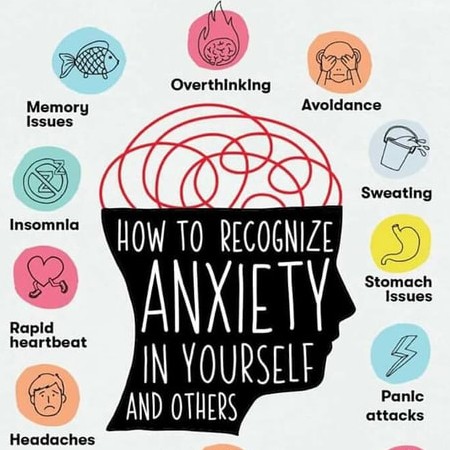 Overthinking
Memory
Issues
Avoidance
Insomnia
Sweating
HOW TO RECOGNIZE
ANXIETY
IN YOURSELF
AND OTHERS
Stomach
Issues
Rapid
heartbeat
Panic
attacks
Headaches